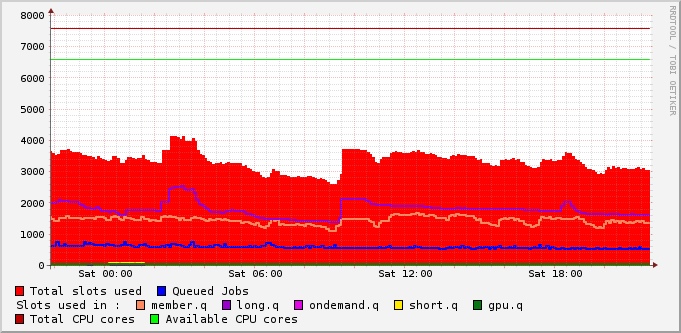 8000
7000
6000
5000
4000
3000
2000
1000
0
Sat 00:00 Sat 06:00 Sat 12:00 Sat 18:00
Total slots used Queued Jobs
Slots used in : member.q long.q ondemand.q short.q gpu.q
Total CPU cores Available CPU cores
RRDTOOL / TOBI OETIKER